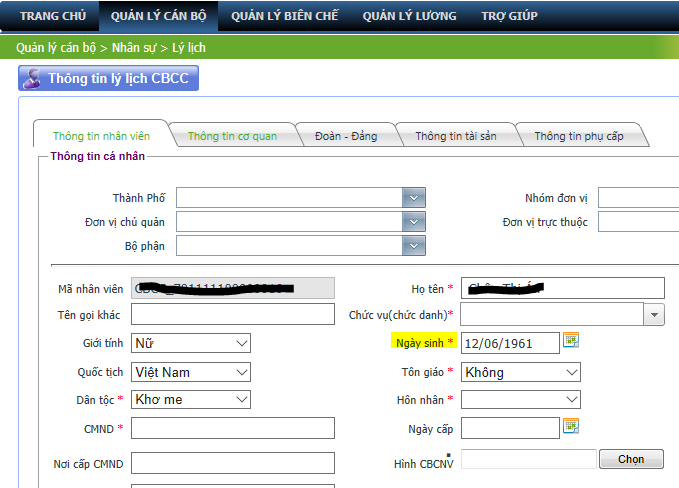 TRANG CHỦ QUẢN LÝ CÁN BỘ QUẢN LÝ BIÊN CHẾ QUẢN LÝ LƯƠNG TRỢ GIÚP
Quản lý cán bộ > Nhân sự > Lý lịch
Thông tin lý lịch CBCC
Thông tin nhân viên Thông tin cơ quan Đoàn - Đảng Thông tin tài sản Thông tin phụ cấp
Thông tin cá nhân
Thành Phố Nhóm đơn vị
Đơn vị chủ quản Đơn vị trực thuộc
Bộ phận
Mã nhân viên Họ tên *
Tên gọi khác Chức vụ(chức danh)*
Giới tính Nữ Ngày sinh * 12/06/1961
Quốc tịch Việt Nam Tôn giáo * Không
Dân tộc * Khơ me Hôn nhân *
CMND * Ngày cấp
Nơi cấp CMND Hình CBCNV Chọn